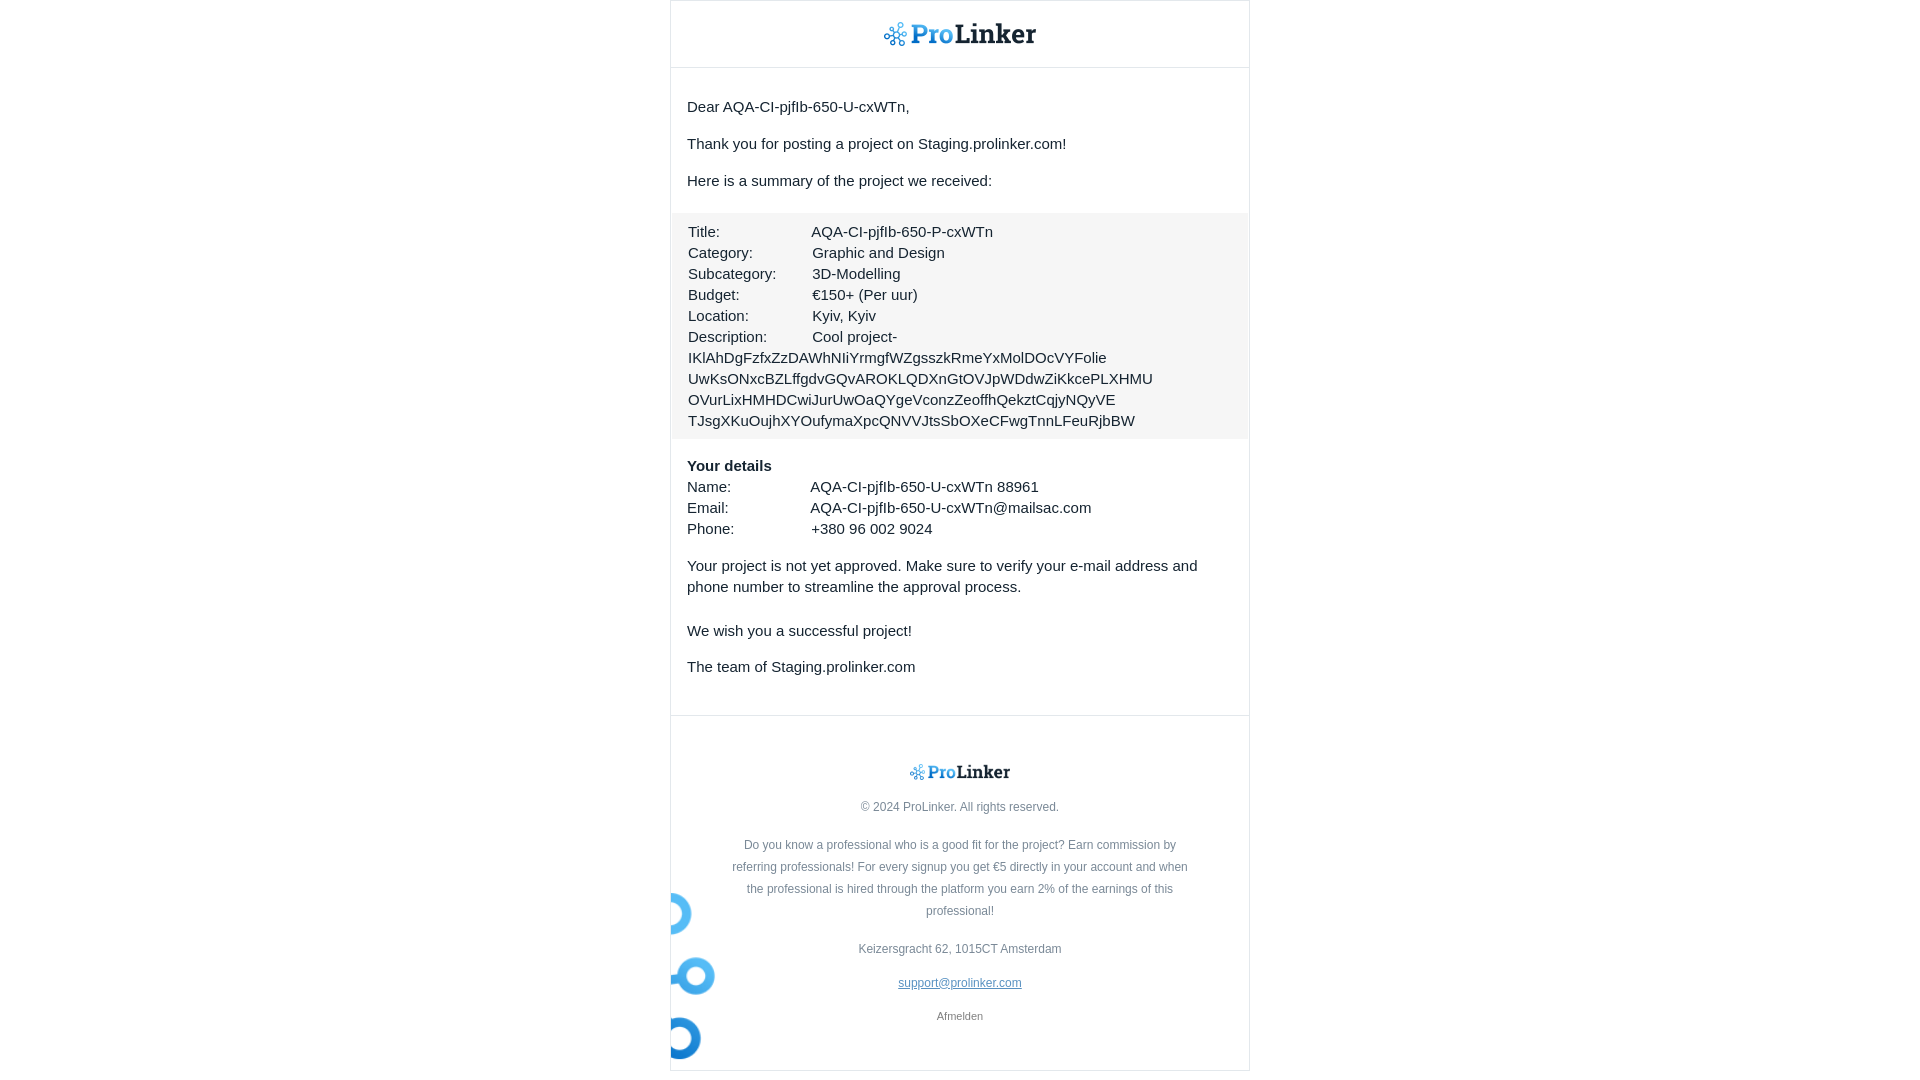 ProLinker
Dear AQA-CI-pjfIb-650-U-cxWTn,
Thank you for posting a project on Staging.prolinker.com!
Here is a summary of the project we received:
Title: AQA-CI-pjfIb-650-P-cxWTn
Category: Graphic and Design
Subcategory: 3D-Modelling
Budget: €150+ (Per uur)
Location: Kyiv, Kyiv
Description: Cool project-
IKlAhDgFzfxZzDAWhNIiYrmgfWZgsszkRmeYxMolDOcVYFolie
UwKsONxcBZLffgdvGQvAROKLQDXnGtOVJpWDdwZiKkcePLXHMU
OVurLixHMHDCwiJurUwOaQYgeVconzZeoffhQekztCqjyNQyVE
TJsgXKuOujhXYOufymaXpcQNVVJtsSbOXeCFwgTnnLFeuRjbBW
Your details
Name: AQA-CI-pjfIb-650-U-cxWTn 88961
Email: AQA-CI-pjfIb-650-U-cxWTn@mailsac.com
Phone: +380 96 002 9024
Your project is not yet approved. Make sure to verify your e-mail address and
phone number to streamline the approval process.
We wish you a successful project!
The team of Staging.prolinker.com
ProLinker
© 2024 ProLinker. All rights reserved.
Do you know a professional who is a good fit for the project? Earn commission by
referring professionals! For every signup you get €5 directly in your account and when
the professional is hired through the platform you earn 2% of the earnings of this
professional!
Keizersgracht 62, 1015CT Amsterdam
support@prolinker.com
Afmelden